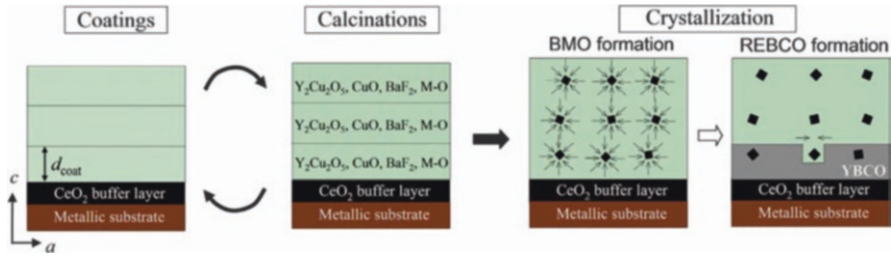 Coatings
Calcinations
Crystallization
BMO formation
REBCO formation
Y₂Cu₂O₅, CuO, BaF₂, M-O
Y₂Cu₂O₅, CuO, BaF₂, M-O
Y₂Cu₂O₅, CuO, BaF₂, M-O
d_coat
YBCO
c
CeO₂ buffer layer
CeO₂ buffer layer
CeO₂ buffer layer
CeO₂ buffer layer
Metallic substrate
Metallic substrate
Metallic substrate
Metallic substrate
a